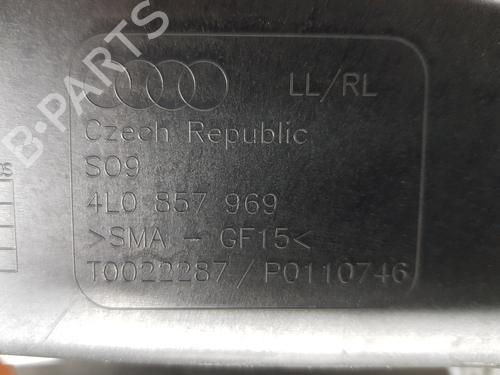 B-PARTS
LL/RL
Czech Republic
S09
4L0 857 969
>SMA - GF15<
T0022287/P0110746